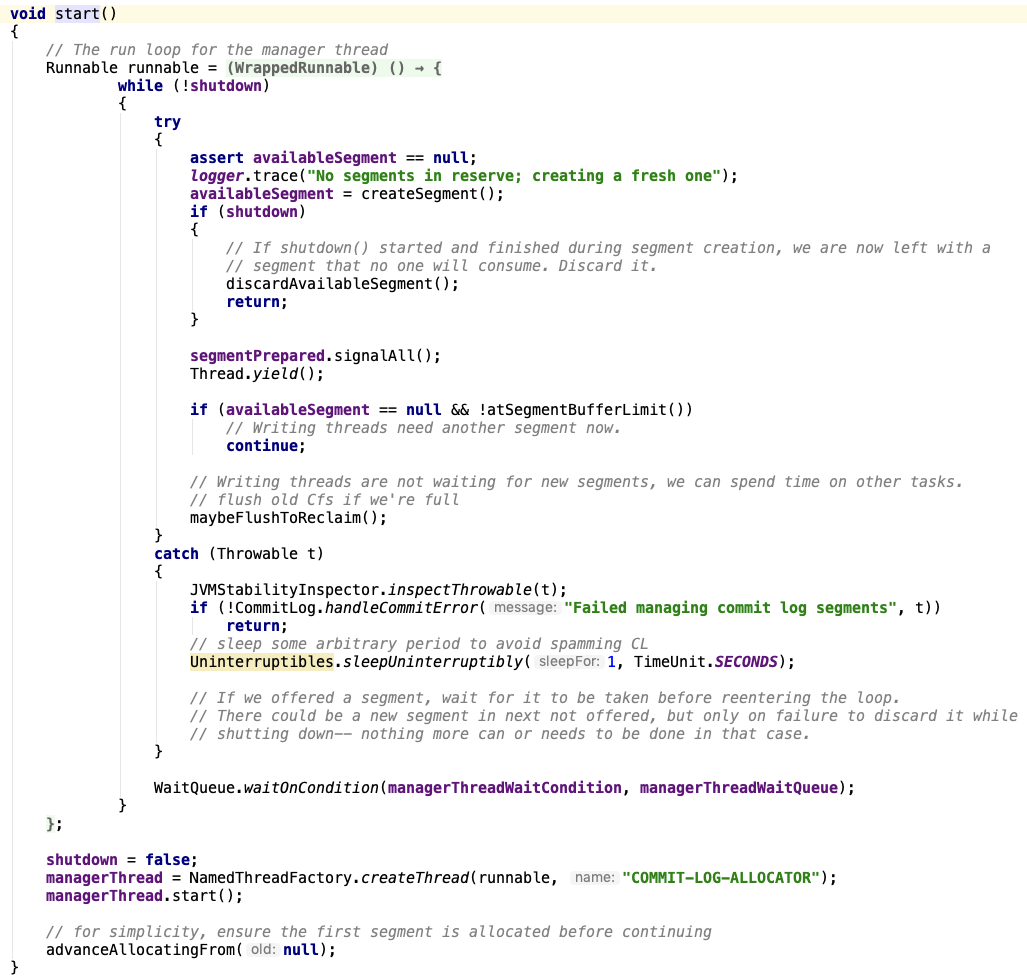 void start()
{
    // The run loop for the manager thread
    Runnable runnable = (WrappedRunnable) () → {
            while (!shutdown)
            {
                try
                {
                    assert availableSegment == null;
                    logger.trace("No segments in reserve; creating a fresh one");
                    availableSegment = createSegment();
                    if (shutdown)
                    {
                        // If shutdown() started and finished during segment creation, we are now left with a
                        // segment that no one will consume. Discard it.
                        discardAvailableSegment();
                        return;
                    }

                    segmentPrepared.signalAll();
                    Thread.yield();

                    if (availableSegment == null && !atSegmentBufferLimit())
                        // Writing threads need another segment now.
                        continue;

                    // Writing threads are not waiting for new segments, we can spend time on other tasks.
                    // flush old Cfs if we're full
                    maybeFlushToReclaim();
                }
                catch (Throwable t)
                {
                    JVMStabilityInspector.inspectThrowable(t);
                    if (!CommitLog.handleCommitError( message: "Failed managing commit log segments", t))
                        return;
                    // sleep some arbitrary period to avoid spamming CL
                    Uninterruptibles.sleepUninterruptibly( sleepFor: 1, TimeUnit.SECONDS);

                    // If we offered a segment, wait for it to be taken before reentering the loop.
                    // There could be a new segment in next not offered, but only on failure to discard it while
                    // shutting down-- nothing more can or needs to be done in that case.
                }

                WaitQueue.waitOnCondition(managerThreadWaitCondition, managerThreadWaitQueue);
            }
    };

    shutdown = false;
    managerThread = NamedThreadFactory.createThread(runnable, name: "COMMIT-LOG-ALLOCATOR");
    managerThread.start();

    // for simplicity, ensure the first segment is allocated before continuing
    advanceAllocatingFrom( old: null);
}